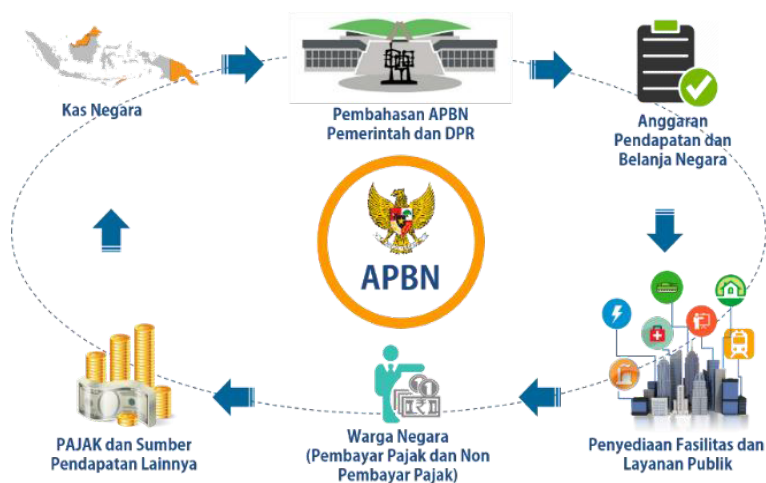 Kas Negara
Pembahasan APBN
Pemerintah dan DPR
Anggaran
Pendapatan dan
Belanja Negara
APBN
PAJAK dan Sumber
Pendapatan Lainnya
Warga Negara
(Pembayar Pajak dan Non
Pembayar Pajak)
Penyediaan Fasilitas dan
Layanan Publik